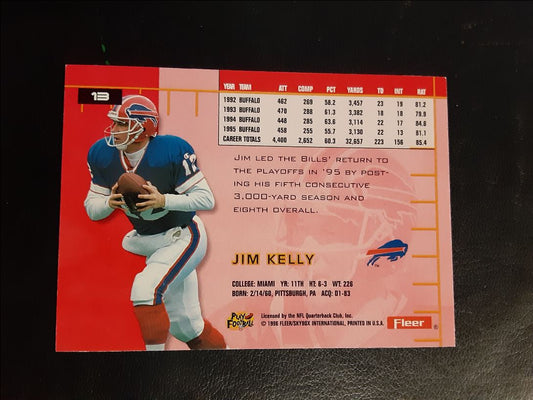 13
YEAR TEAM ATT COMP PCT YARDS TD INT RAT
1992 BUFFALO 462 269 58.2 3,457 23 19 81.2
1993 BUFFALO 470 288 61.3 3,382 18 18 79.9
1994 BUFFALO 448 285 63.6 3,114 22 17 84.6
1995 BUFFALO 458 255 55.7 3,130 22 13 81.1
CAREER TOTALS 4,400 2,652 60.3 32,657 223 156 85.4
JIM LED THE BILLS' RETURN
TO THE
PLAYOFFS IN '95 BY POST-
ING HIS FIFTH CONSECUTIVE
3,000-YARD SEASON AND
EIGHTH OVERALL.
12
JIM KELLY
COLLEGE: MIAMI YR: 11TH HT: 6-3 WT: 226
BORN: 2/14/60, PITTSBURGH, PA ACQ: D1-83
PLAY FOOTBALL
Licensed by the NFL Quarterback Club, Inc.
© 1996 FLEER/SKYBOX INTERNATIONAL, PRINTED IN U.S.A.
Fleer ®